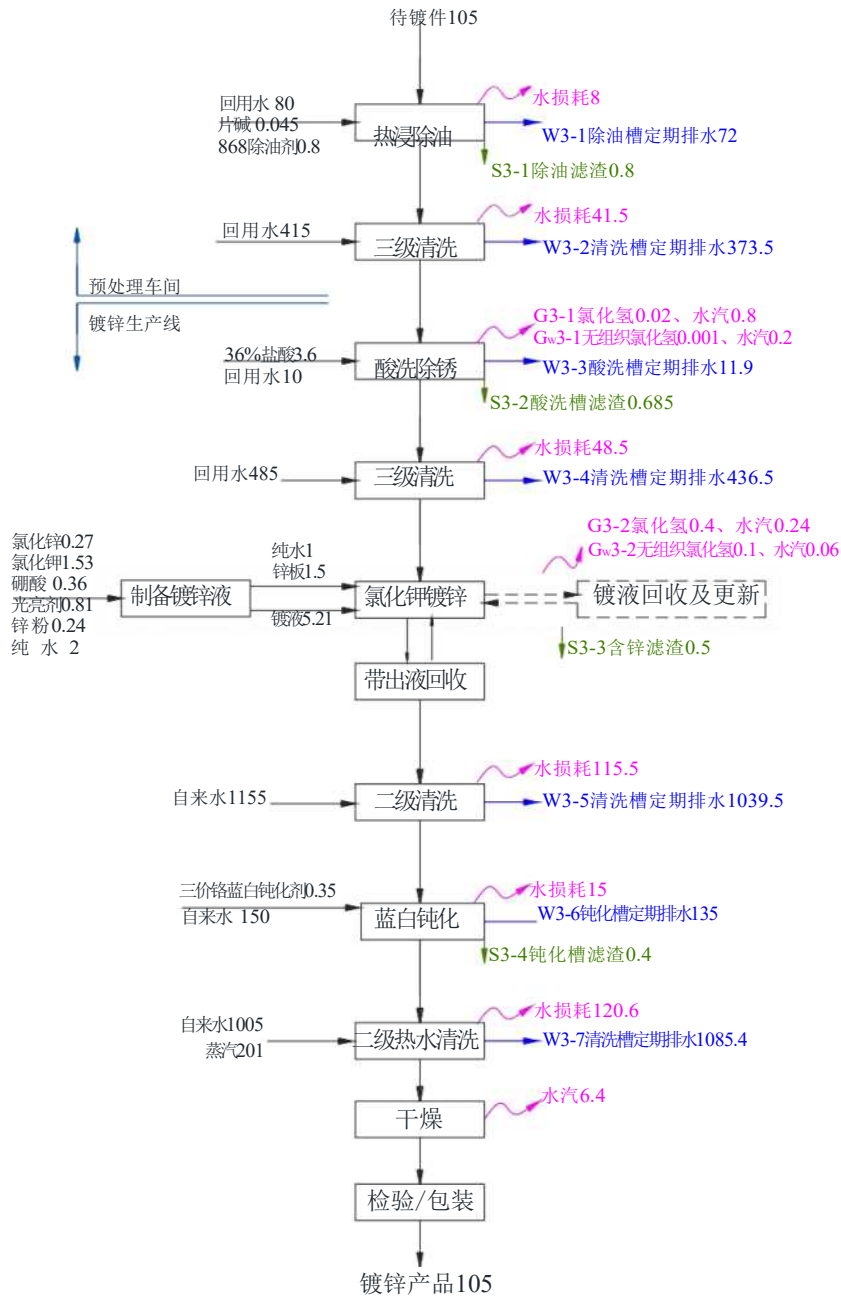 待镀件105
回用水 80
片碱 0.045
868除油剂0.8
热浸除油
水损耗8
W3-1除油槽定期排水72
S3-1除油滤渣0.8
回用水415
三级清洗
水损耗41.5
W3-2清洗槽定期排水373.5
预处理车间
镀锌生产线
36%盐酸3.6
回用水10
酸洗除锈
G3-1氯化氢0.02、水汽0.8
Gw3-1无组织氯化氢0.001、水汽0.2
W3-3酸洗槽定期排水11.9
S3-2酸洗槽滤渣0.685
回用水485
三级清洗
水损耗48.5
W3-4清洗槽定期排水436.5
氯化锌0.27
氯化钾1.53
硼酸 0.36
光亮剂0.81
锌粉0.24
纯 水 2
制备镀锌液
纯水1
锌板1.5
镀液5.21
氯化钾镀锌
G3-2氯化氢0.4、水汽0.24
Gw3-2无组织氯化氢0.1、水汽0.06
镀液回收及更新
S3-3含锌滤渣0.5
带出液回收
自来水1155
二级清洗
水损耗115.5
W3-5清洗槽定期排水1039.5
三价铬蓝白钝化剂0.35
自来水 150
蓝白钝化
水损耗15
W3-6钝化槽定期排水135
S3-4钝化槽滤渣0.4
自来水1005
蒸汽201
二级热水清洗
水损耗120.6
W3-7清洗槽定期排水1085.4
干燥
水汽6.4
检验/包装
镀锌产品105